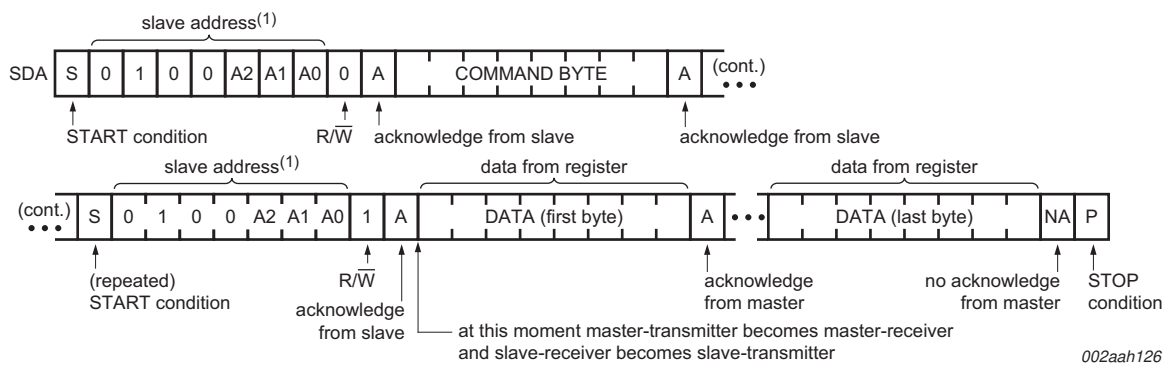 slave address(1)
SDA S 0 1 0 0 A2 A1 A0 0 A COMMAND BYTE A (cont.)
START condition R/W̅ acknowledge from slave acknowledge from slave
slave address(1) data from register data from register
(cont.) S 0 1 0 0 A2 A1 A0 1 A DATA (first byte) A DATA (last byte) NA P
(repeated)
START condition
R/W̅
acknowledge
from slave
acknowledge
from master
no acknowledge
from master
STOP
condition
at this moment master-transmitter becomes master-receiver
and slave-receiver becomes slave-transmitter
002aah126